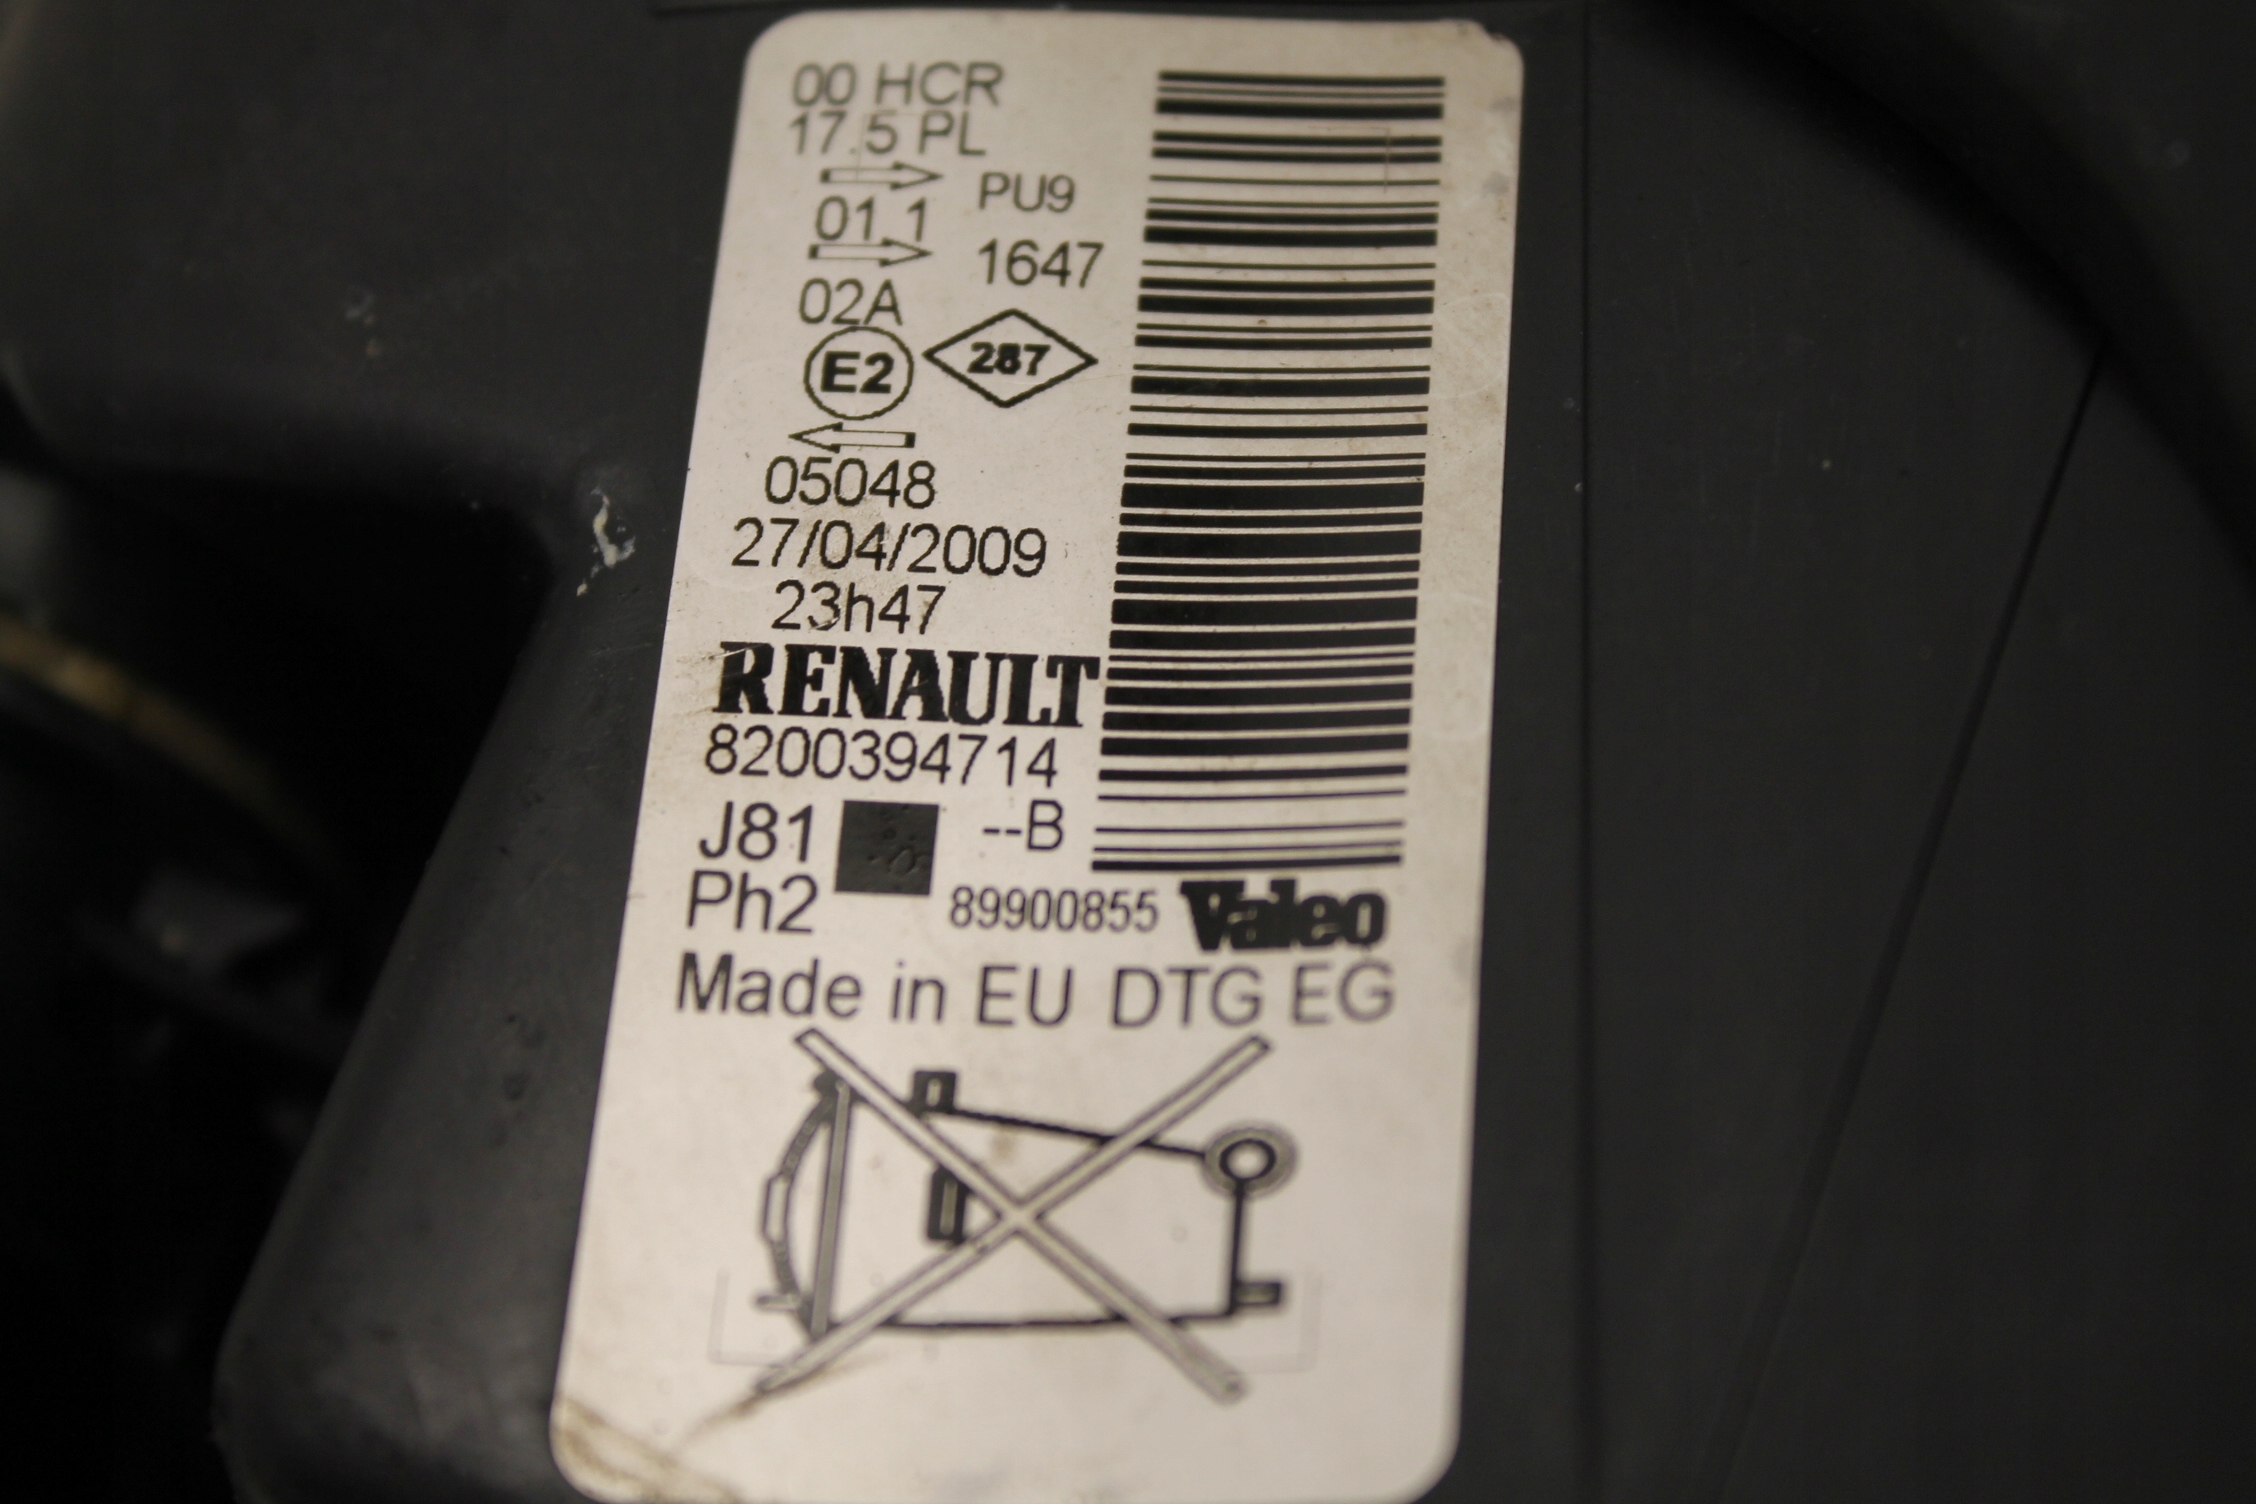 00 HCR
17.5 PL
01 1 PU9
1647
02A
E2 287
05048
27/04/2009
23h47
RENAULT
8200394714
J81 --B
Ph2 89900855 Valeo
Made in EU DTG EG